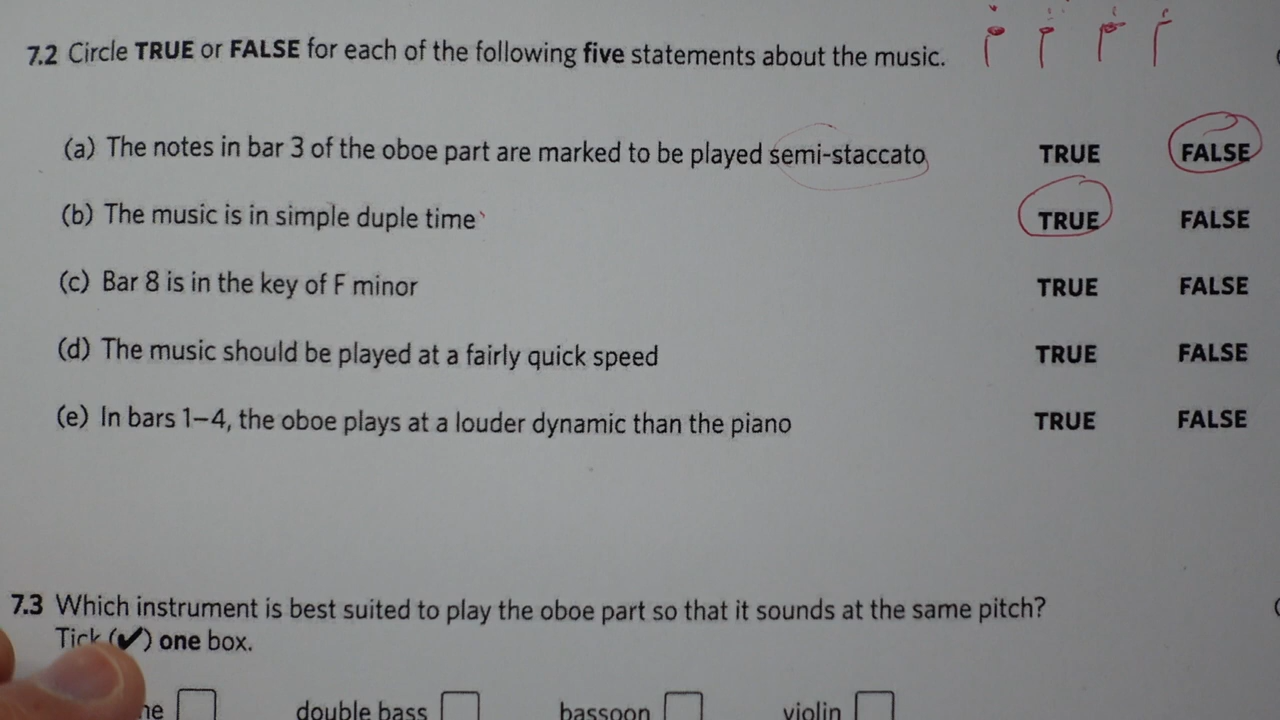 7.2 Circle TRUE or FALSE for each of the following five statements about the music.
(a) The notes in bar 3 of the oboe part are marked to be played semi-staccato TRUE FALSE
(b) The music is in simple duple time TRUE FALSE
(c) Bar 8 is in the key of F minor TRUE FALSE
(d) The music should be played at a fairly quick speed TRUE FALSE
(e) In bars 1–4, the oboe plays at a louder dynamic than the piano TRUE FALSE
7.3 Which instrument is best suited to play the oboe part so that it sounds at the same pitch?
Tick (✔) one box.
double bass bassoon violin